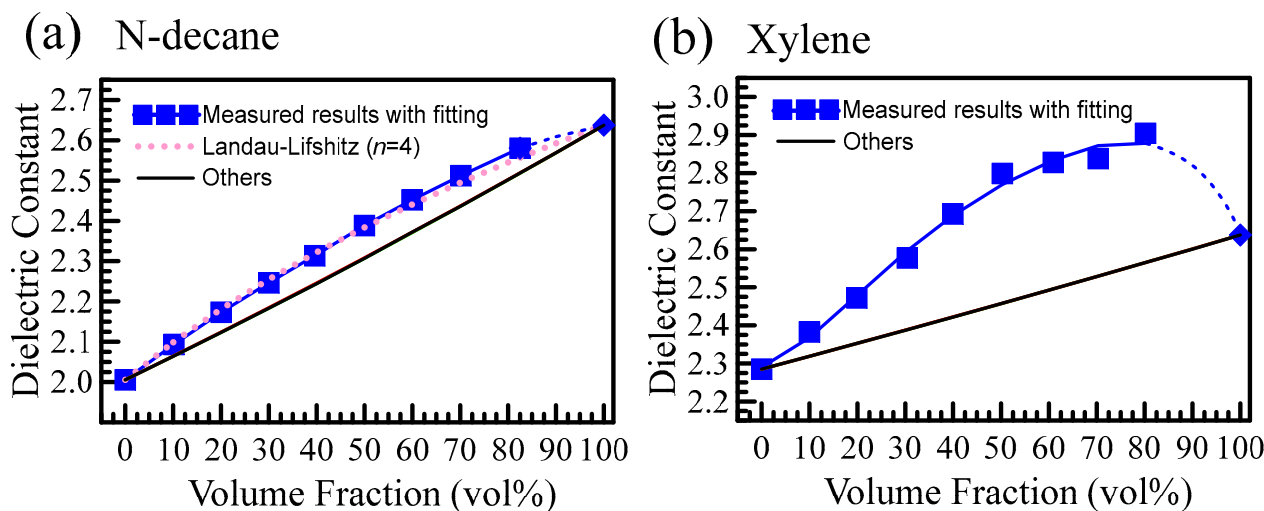 (a) N-decane
Dielectric Constant
2.7
2.6
2.5
2.4
2.3
2.2
2.1
2.0
Measured results with fitting
Landau-Lifshitz (n=4)
Others
0 10 20 30 40 50 60 70 80 90 100
Volume Fraction (vol%)
(b) Xylene
Dielectric Constant
3.0
2.9
2.8
2.7
2.6
2.5
2.4
2.3
2.2
Measured results with fitting
Others
0 10 20 30 40 50 60 70 80 90 100
Volume Fraction (vol%)